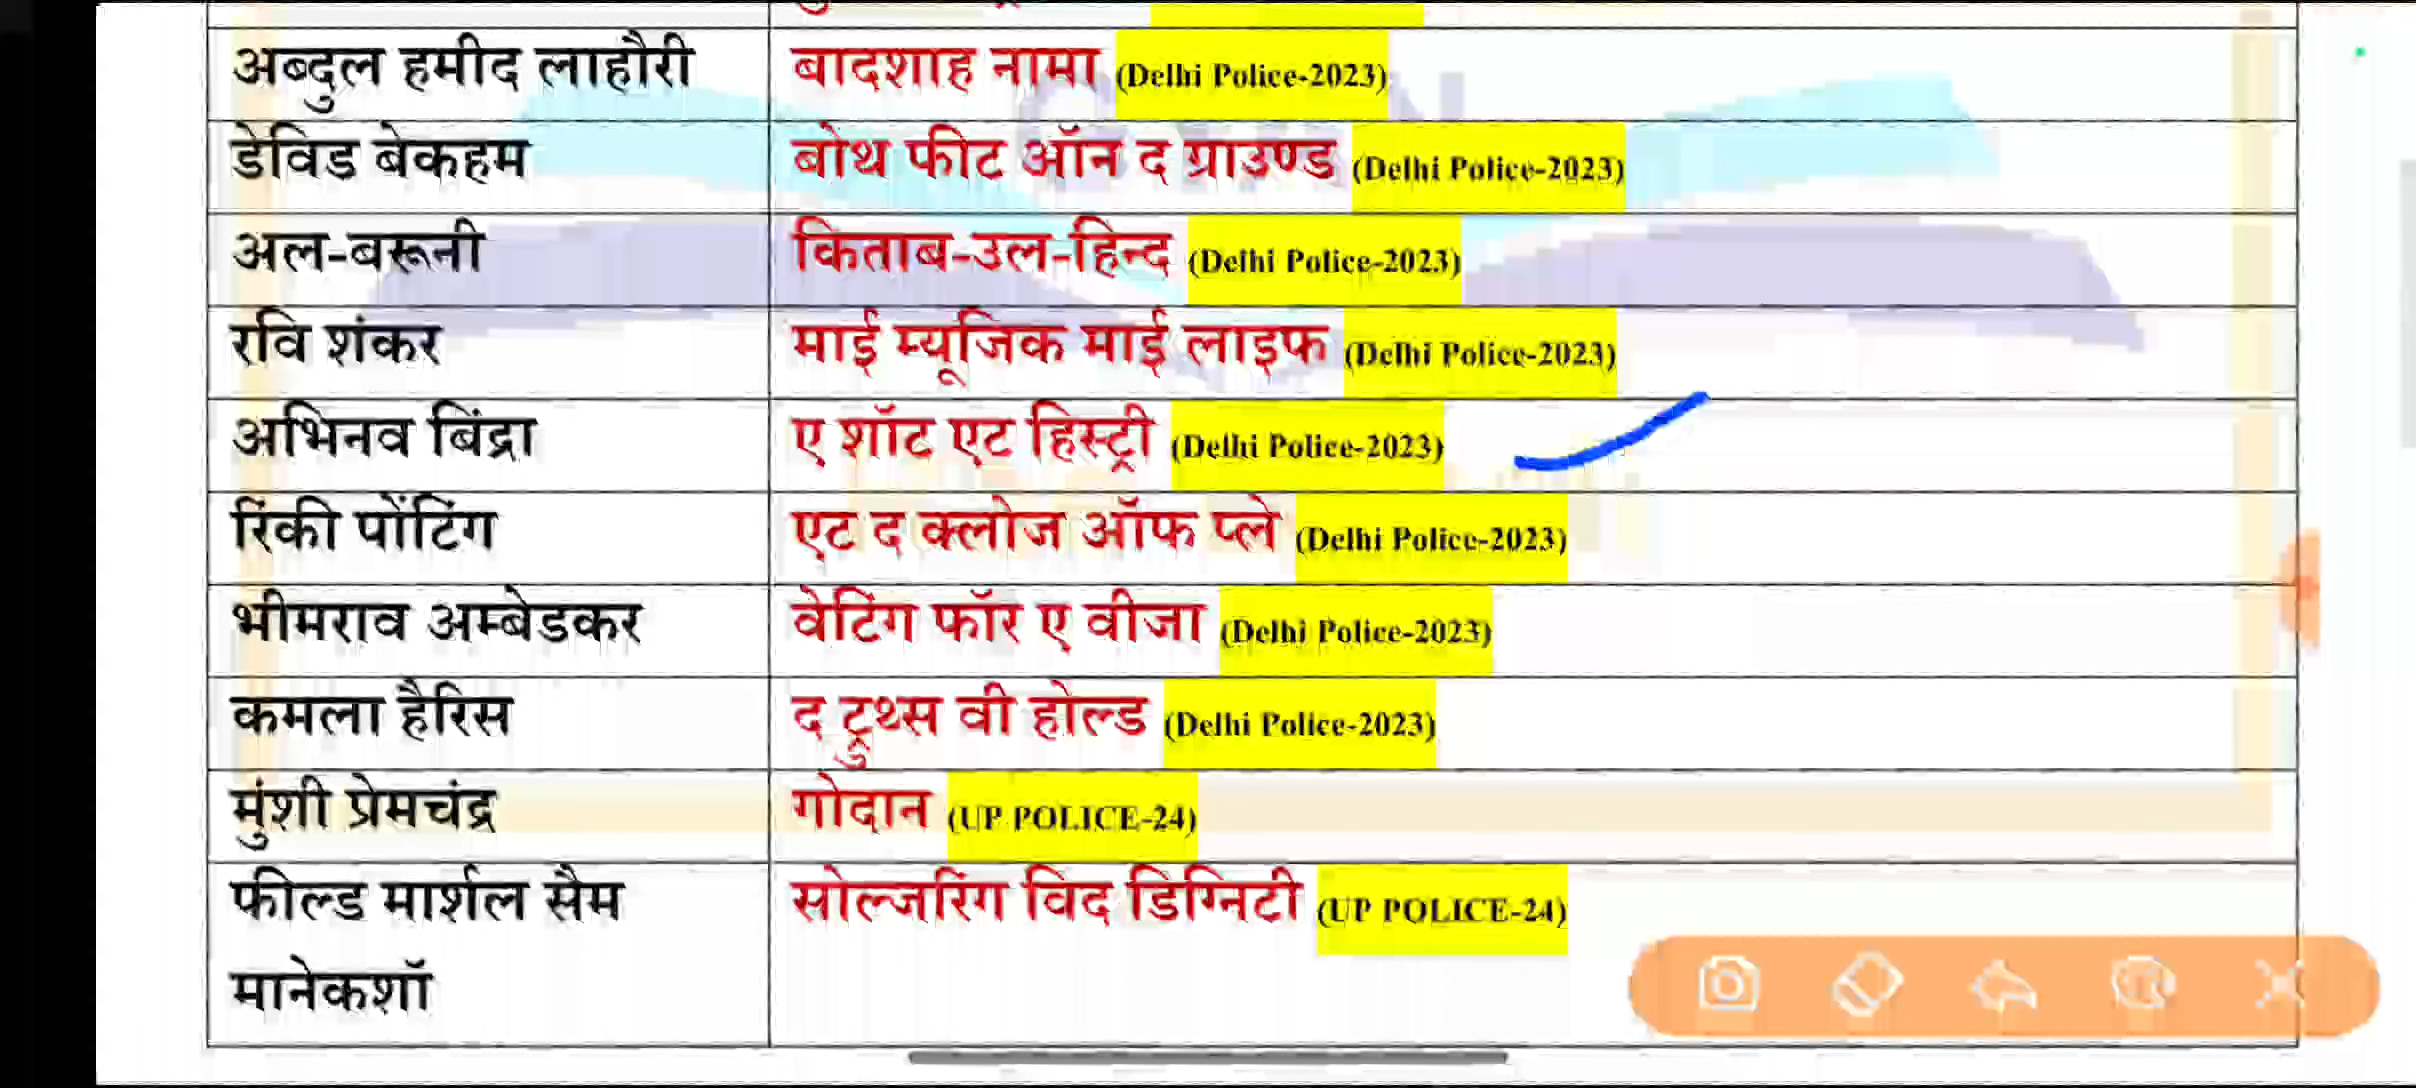 अब्दुल हमीद लाहौरी बादशाह नामा (Delhi Police-2023)
डेविड बेकहम बोथ फीट ऑन द ग्राउण्ड (Delhi Police-2023)
अल-बरूनी किताब-उल-हिन्द (Delhi Police-2023)
रवि शंकर माई म्यूजिक माई लाइफ (Delhi Police-2023)
अभिनव बिंद्रा ए शॉट एट हिस्ट्री (Delhi Police-2023)
रिंकी पोंटिंग एट द क्लोज ऑफ प्ले (Delhi Police-2023)
भीमराव अम्बेडकर वेटिंग फॉर ए वीजा (Delhi Police-2023)
कमला हैरिस द ट्रुथ्स वी होल्ड (Delhi Police-2023)
मुंशी प्रेमचंद्र गोदान (UP POLICE-24)
फील्ड मार्शल सैम सोल्जरिंग विद डिग्निटी (UP POLICE-24)
मानेकशॉ